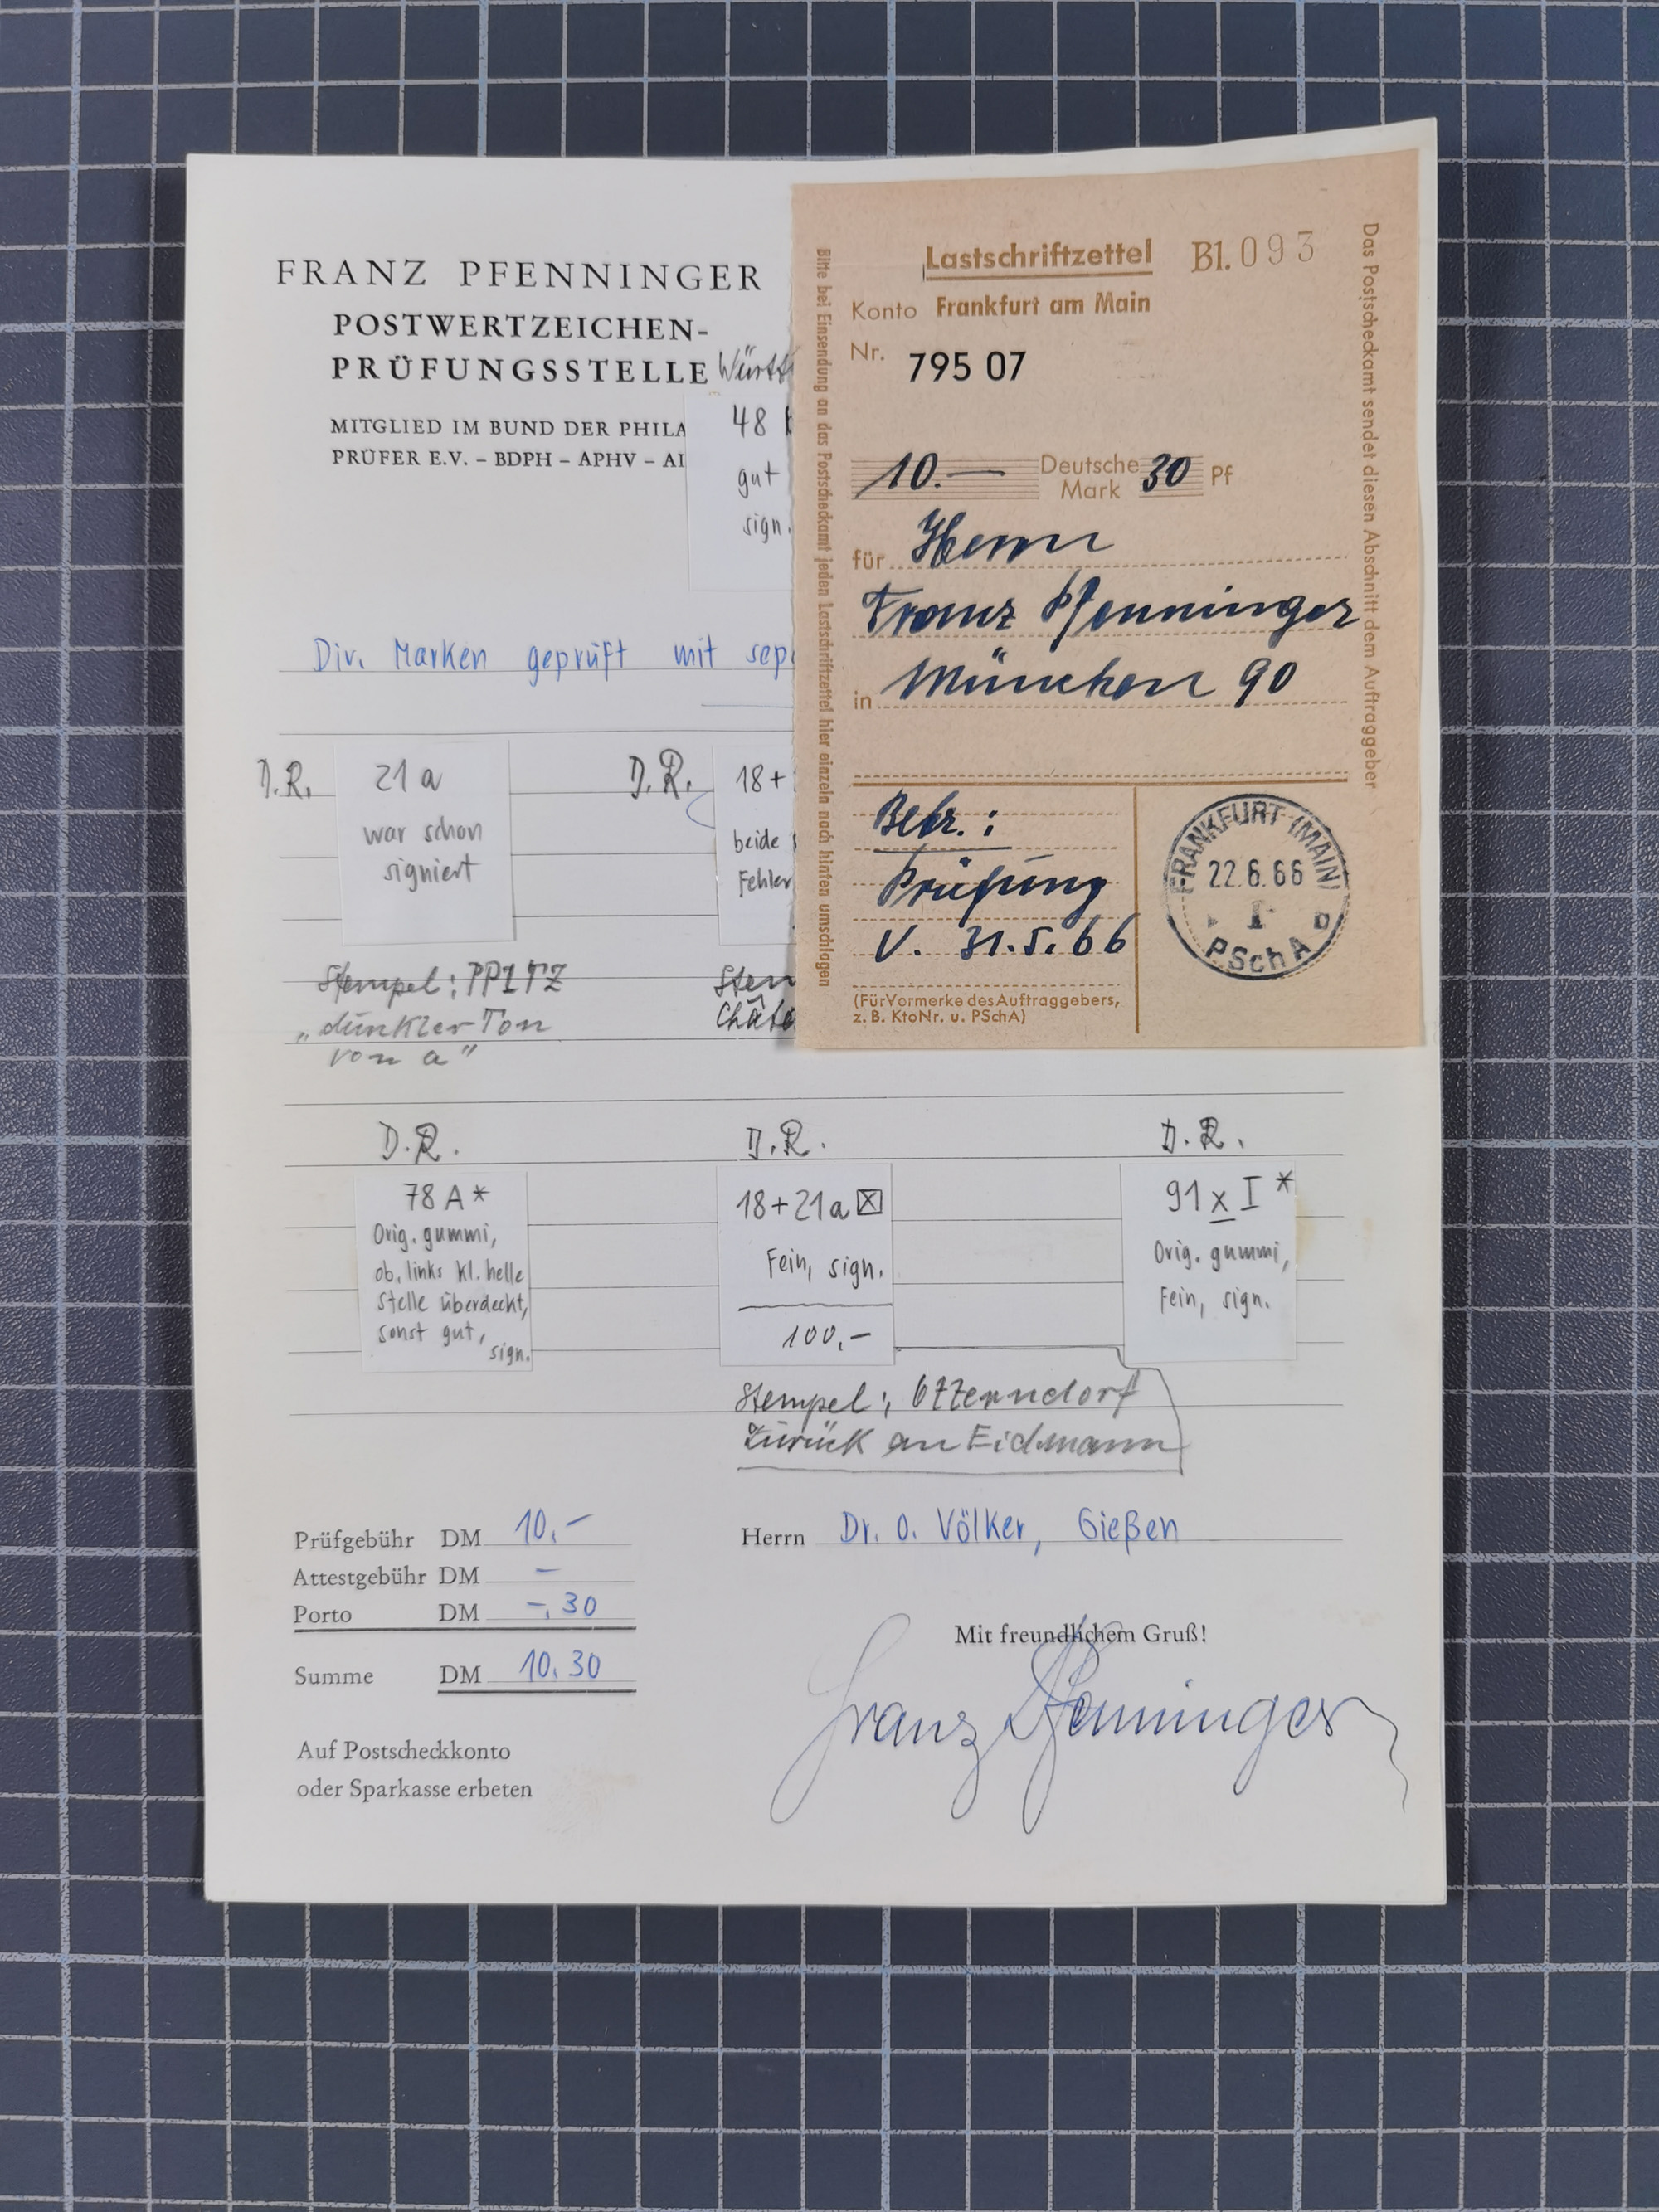 FRANZ PFENNINGER
POSTWERTZEICHEN-
PRÜFUNGSSTELLE
MITGLIED IM BUND DER PHILA
PRÜFER E.V. – BDPH – APHV – AI
48
gut
sign.
Div. Marken geprüft mit sep
D.R.
21 a
war schon
signiert
D.R.
18+
beide
Fehler
Stempel:
"dunkler Ton
von a"
Lastschriftzettel Bl. 093
Konto Frankfurt am Main
Nr. 795 07
10.— Deutsche Mark 30 Pf
für Herrn
Franz Pfenninger
in München 90
Betr.:
Prüfung
v. 31.5.66
(Für Vormerke des Auftraggebers,
z. B. KtoNr. u. PSchA)
FRANKFURT (MAIN)
22.6.66
PSchA
Bitte bei Einsendung an das Postscheckamt jeden Lastschriftzettel hier einzeln nach hinten umschlagen
Das Postscheckamt sendet diesen Abschnitt dem Auftraggeber
D.R.
78 A *
Orig. gummi,
ob. links kl. helle
Stelle überdeckt,
sonst gut,
sign.
D.R.
18+21a ☒
Fein, sign.
100,-
Stempel: Otterndorf
Zurück an Eidmann
D.R.
91 x I *
Orig. gummi,
Fein, sign.
Prüfgebühr DM 10,-
Attestgebühr DM –
Porto DM -,30
Summe DM 10,30
Auf Postscheckkonto
oder Sparkasse erbeten
Herrn Dr. O. Völker, Gießen
Mit freundlichem Gruß!
Franz Pfenninger